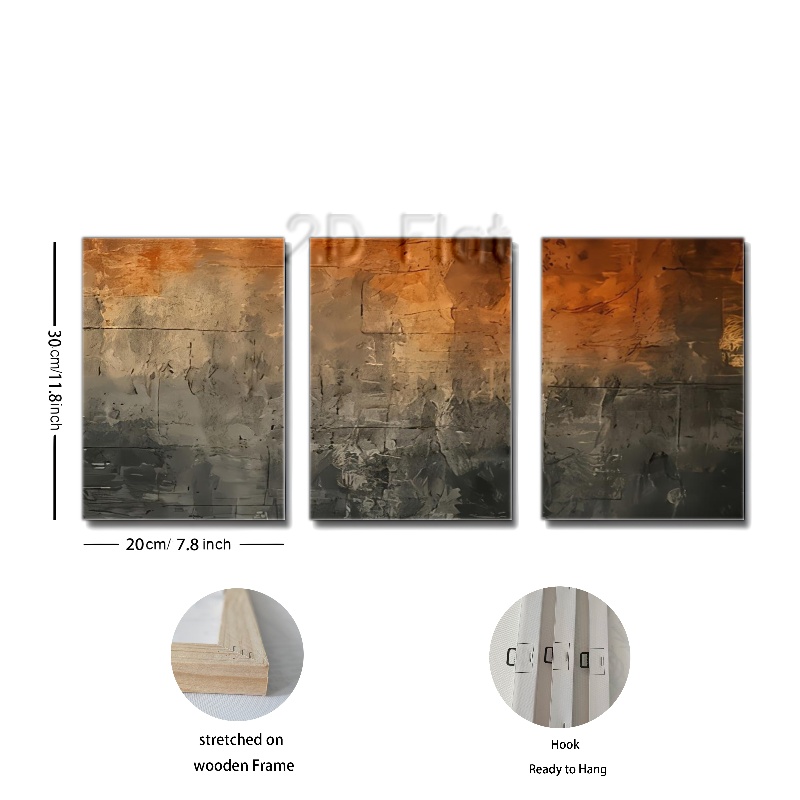 2D Flat
30cm/11.8inch
20cm/ 7.8 inch
stretched on
wooden Frame
Hook
Ready to Hang